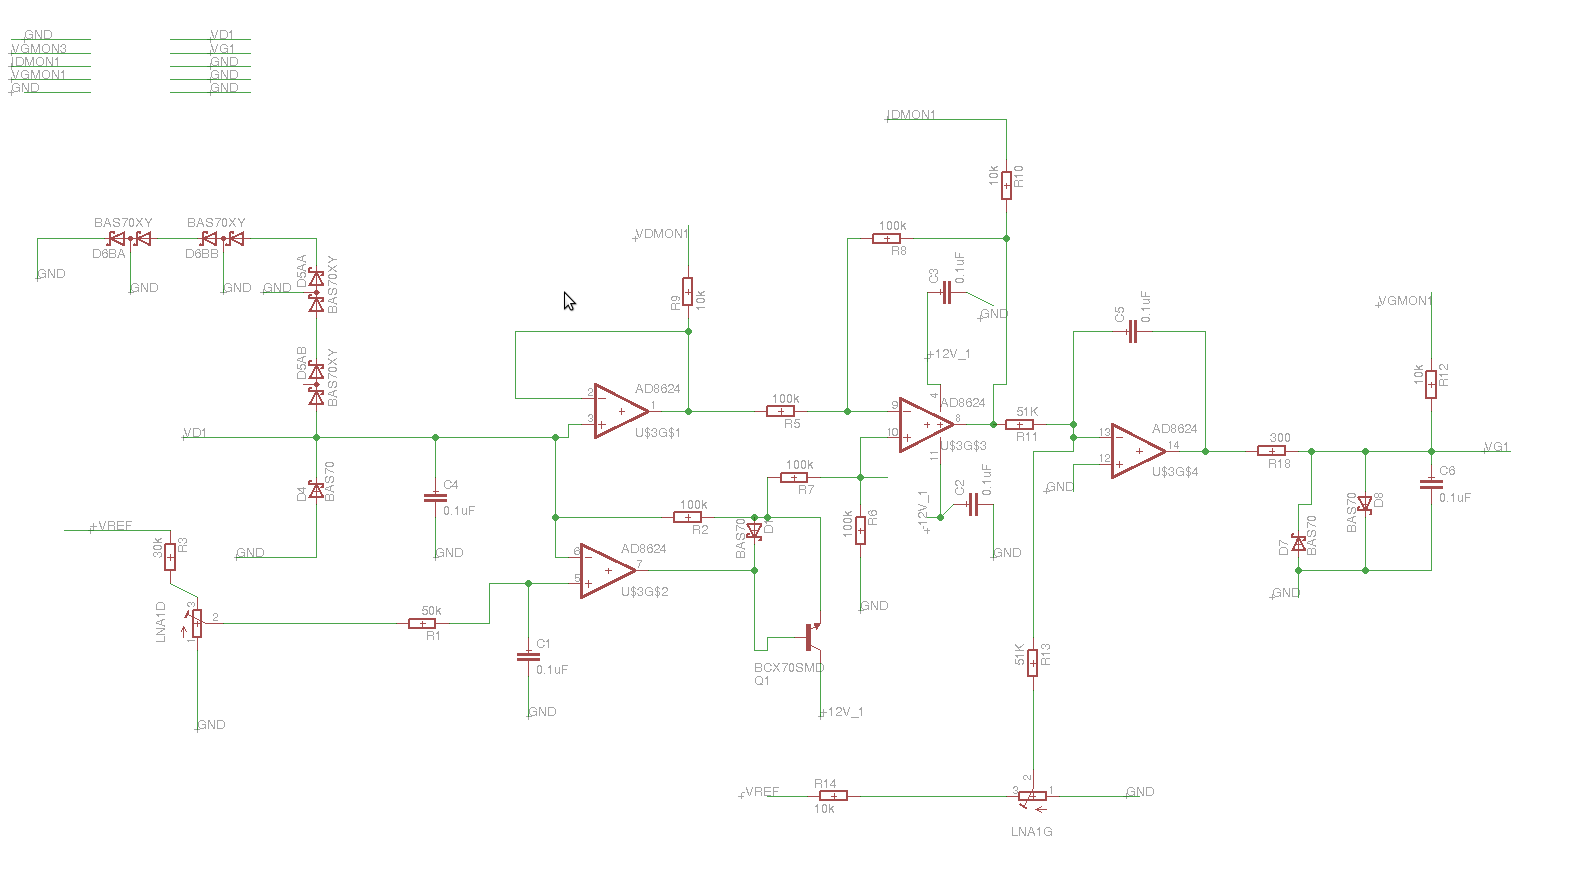 GND VD1
VGMON3 VG1
IDMON1 GND
VGMON1 GND
GND GND
IDMON1
10k
R10
BAS70XY BAS70XY
D6BA D6BB
GND
GND GND GND
D5AA
BAS70XY
VDMON1
R9
10k
100k
R8
C3
0.1uF
GND
+12V_1
C5
0.1uF
VGMON1
10k
R12
D5AB
BAS70XY
VD1
2
3
1
AD8624
U$3G$1
100k
R5
9
10
4
8
11
AD8624
U$3G$3
51K
R11
13
12
14
AD8624
U$3G$4
GND
300
R18
VG1
C6
0.1uF
D4
BAS70
C4
0.1uF
GND
GND
100k
R7
100k
R2
BAS70
100k
R6
GND
-12V_1
C2
0.1uF
GND
BAS70
D8
D7
BAS70
GND
+VREF
30k
R3
LNA1D
3
2
1
GND
50k
R1
6
5
7
AD8624
U$3G$2
C1
0.1uF
GND
BCX70SMD
Q1
+12V_1
51K
R13
VREF
R14
10k
3
2
1
GND
LNA1G